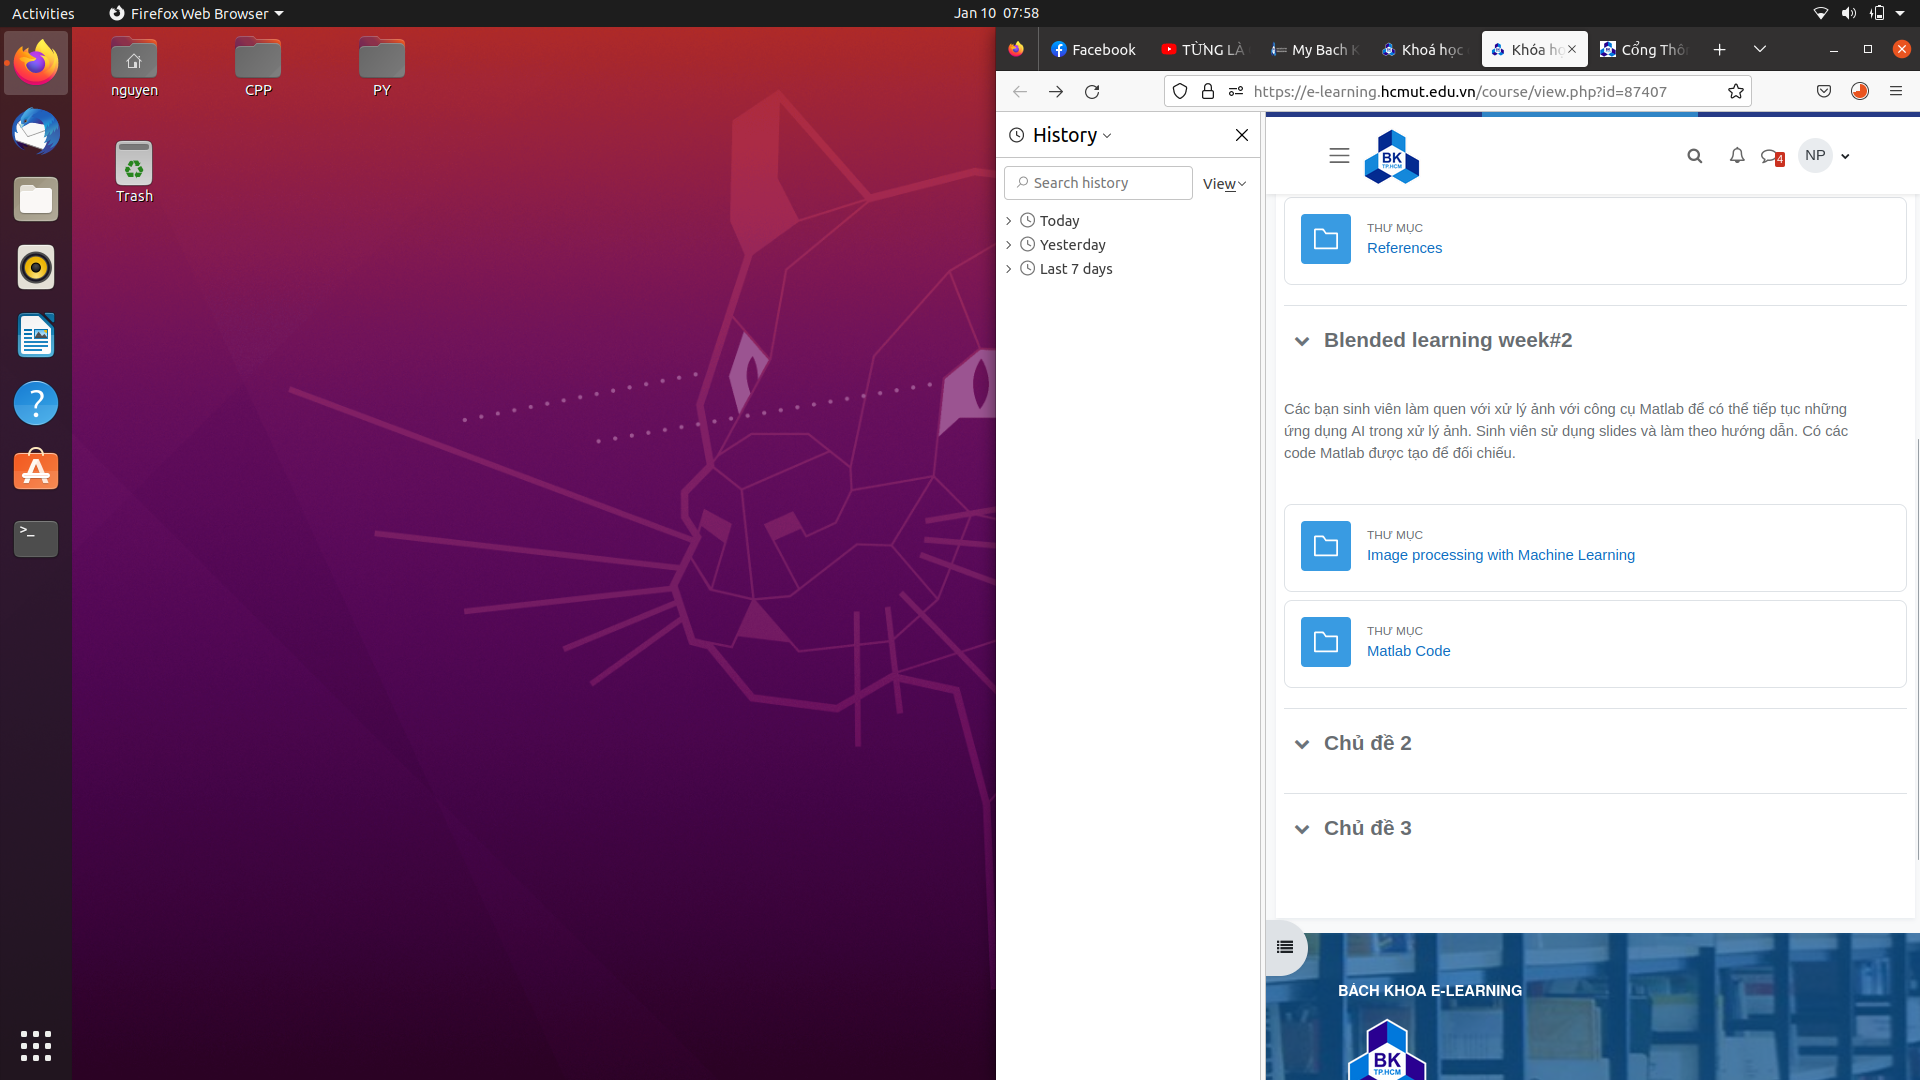 Activities
Firefox Web Browser
Jan 10 07:58
nguyen
CPP
PY
Trash
>_
?
Facebook
TỪNG LÀ
My Bach K
Khoá học
Khóa họ
Cổng Thôn
https://e-learning.hcmut.edu.vn/course/view.php?id=87407
History
Search history
View
Today
Yesterday
Last 7 days
BK
TP.HCM
4
NP
THƯ MỤC
References
Blended learning week#2
Các bạn sinh viên làm quen với xử lý ảnh với công cụ Matlab để có thể tiếp tục những
ứng dụng AI trong xử lý ảnh. Sinh viên sử dụng slides và làm theo hướng dẫn. Có các
code Matlab được tạo để đối chiếu.
THƯ MỤC
Image processing with Machine Learning
THƯ MỤC
Matlab Code
Chủ đề 2
Chủ đề 3
BÁCH KHOA E-LEARNING
BK
TP.HCM